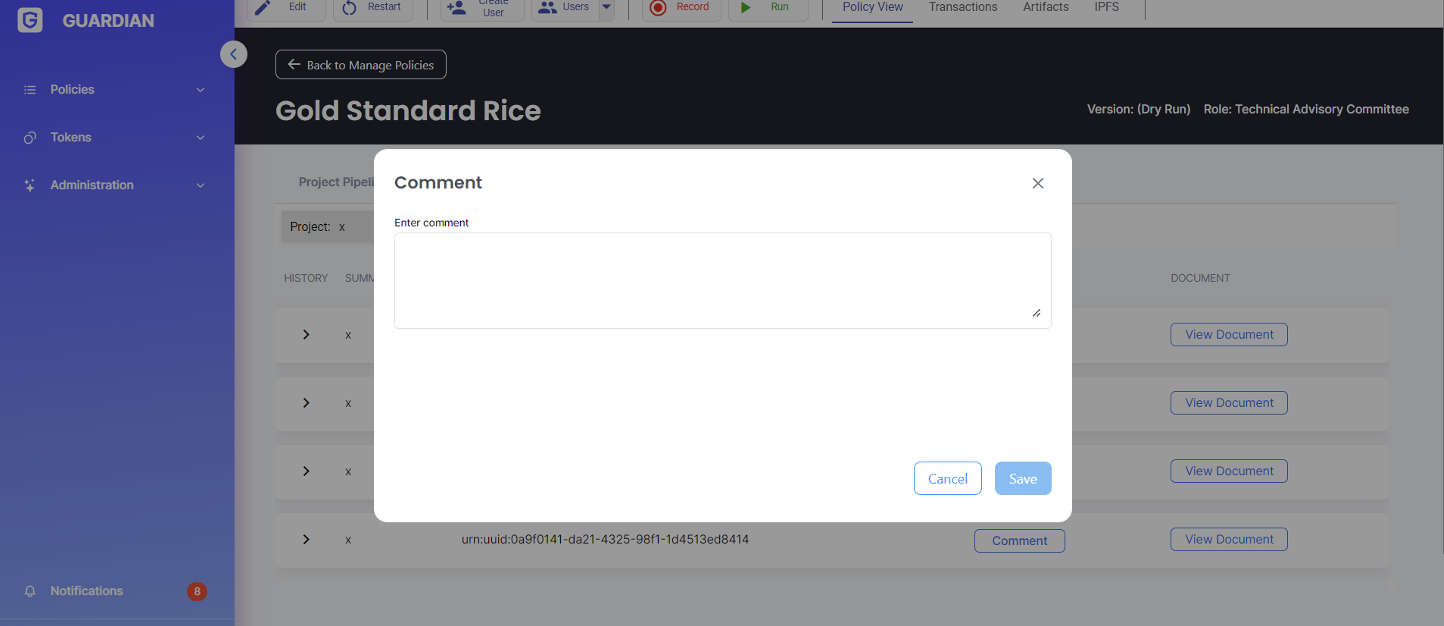 GUARDIAN
Edit
Restart
Create
User
Users
Record
Run
Policy View
Transactions
Artifacts
IPFS
Policies
Tokens
Administration
Notifications
8
Back to Manage Policies
Gold Standard Rice
Version: (Dry Run) Role: Technical Advisory Committee
Project Pipeli
Project: x
HISTORY
SUMM
DOCUMENT
Comment
Enter comment
Cancel
Save
x
View Document
x
View Document
x
View Document
x
urn:uuid:0a9f0141-da21-4325-98f1-1d4513ed8414
Comment
View Document